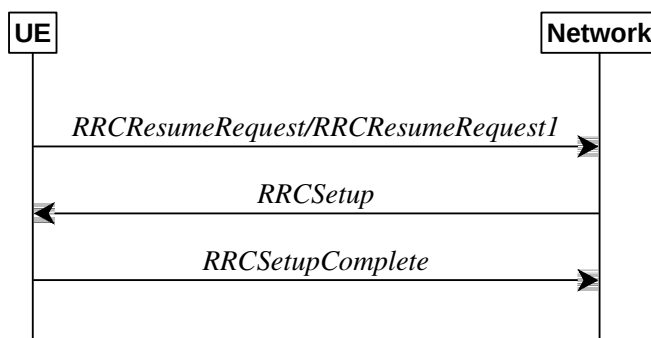 UE
Network
RRCResumeRequest/RRCResumeRequest1
RRCSetup
RRCSetupComplete